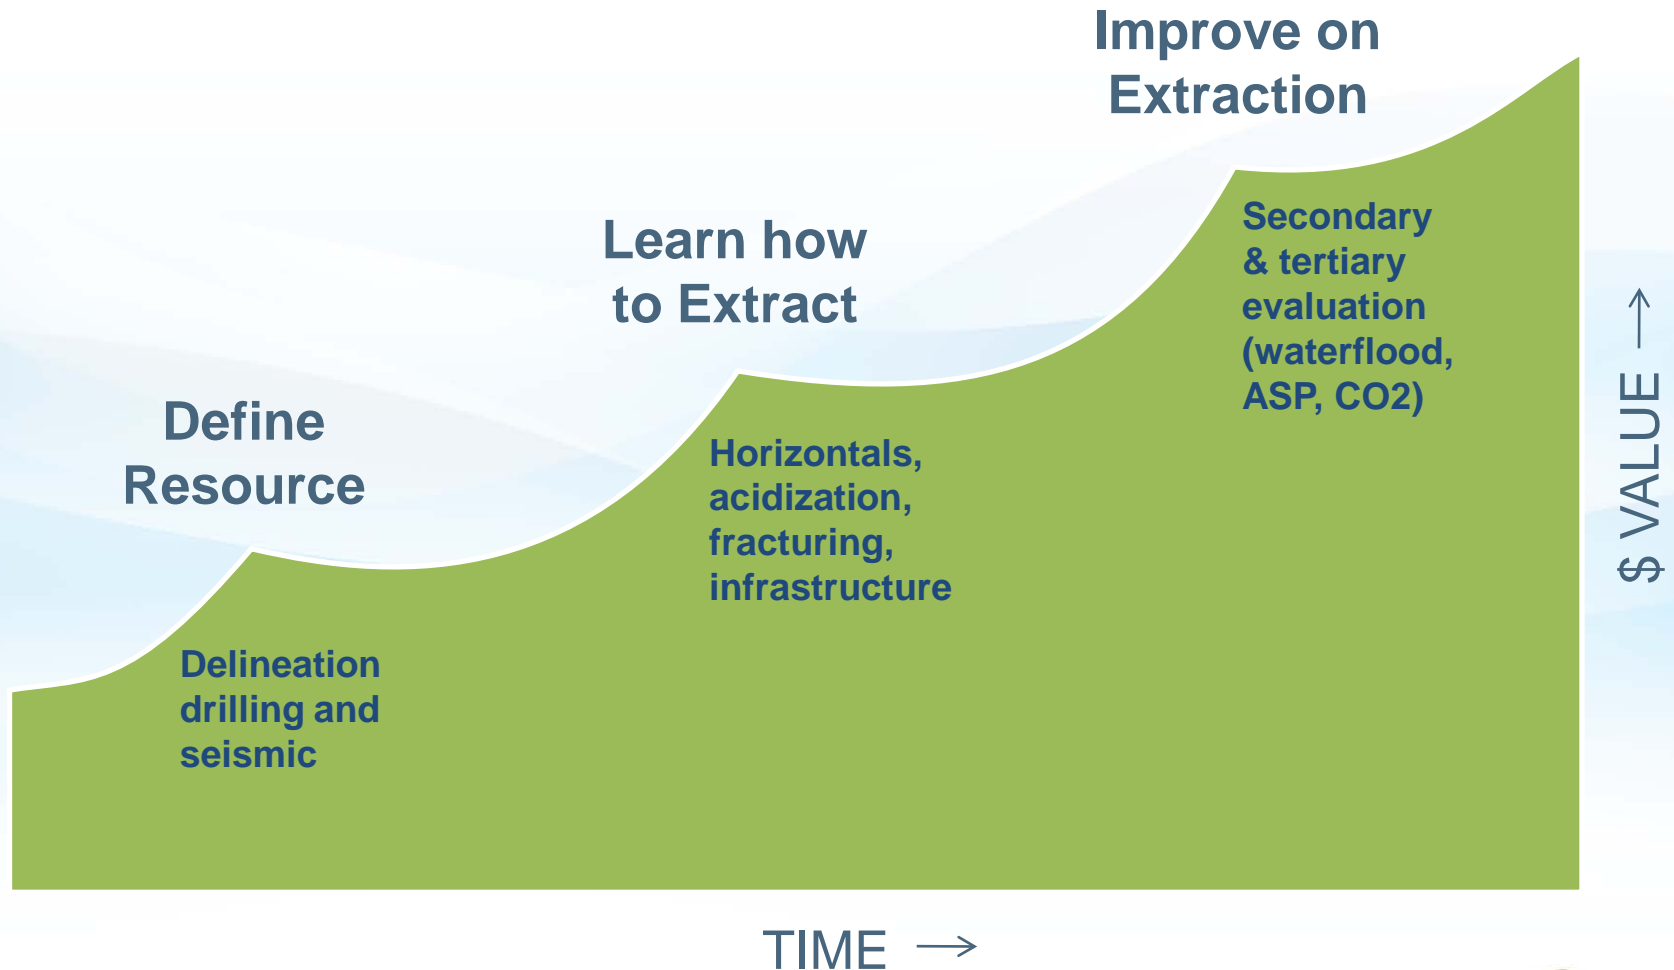 Improve on
Extraction
Learn how
to Extract
Define
Resource
Secondary
& tertiary
evaluation
(waterflood,
ASP, CO2)
Horizontals,
acidization,
fracturing,
infrastructure
Delineation
drilling and
seismic
$ VALUE →
TIME →